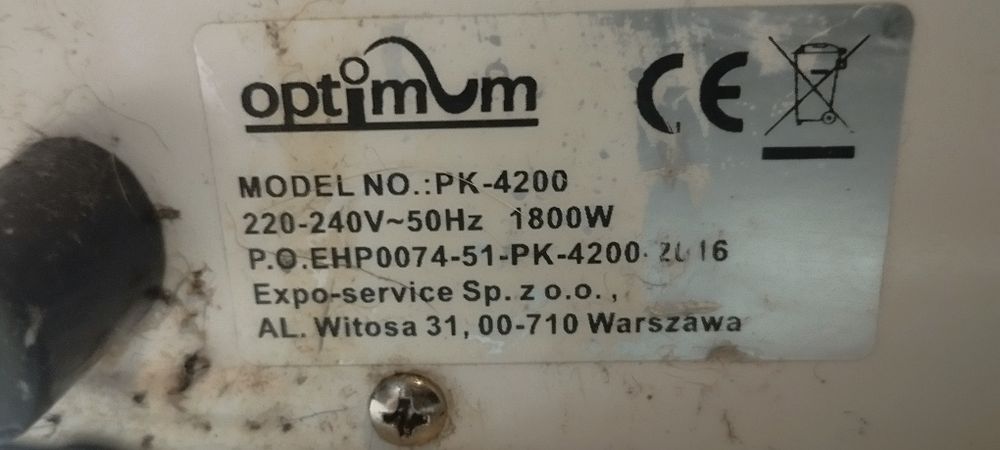 optimum
CE
MODEL NO.:PK-4200
220-240V~50Hz 1800W
P.O.EHP0074-51-PK-4200-2016
Expo-service Sp. z o.o. ,
AL. Witosa 31, 00-710 Warszawa